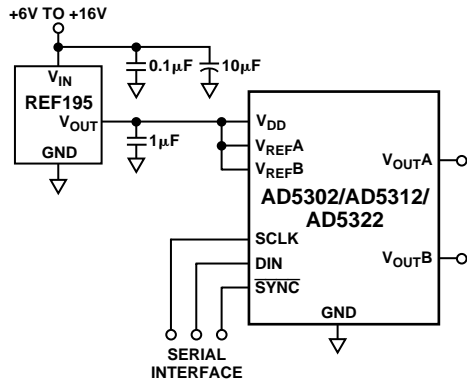 +6V TO +16V
VIN
REF195
VOUT
GND
0.1μF
10μF
1μF
VDD
VREFA
VREFB
AD5302/AD5312/
AD5322
SCLK
DIN
SYNC
GND
VOUTA
VOUTB
SERIAL
INTERFACE